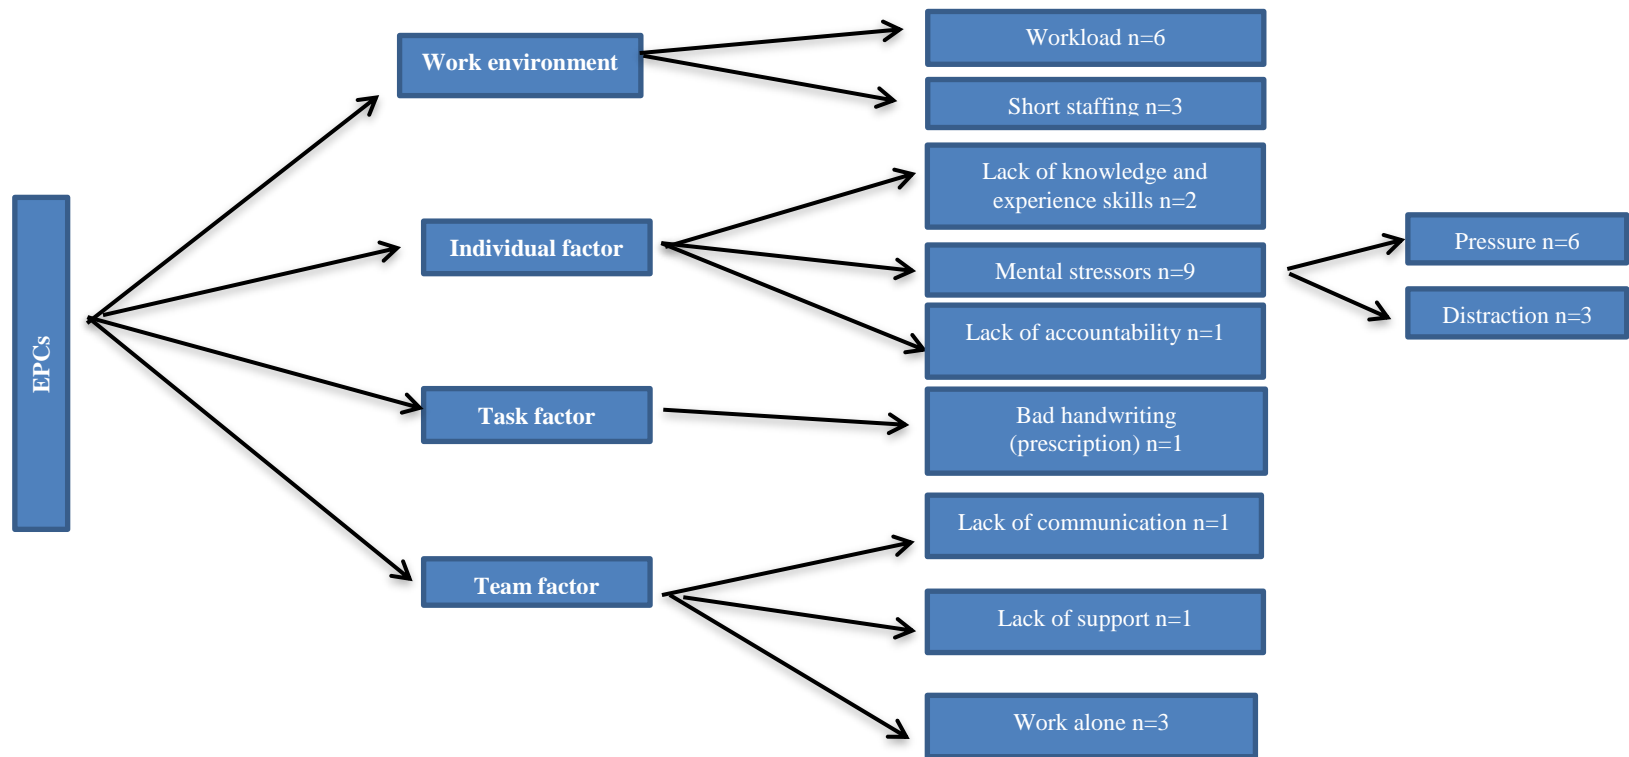 EPCs
Work environment
Workload n=6
Short staffing n=3
Individual factor
Lack of knowledge and
experience skills n=2
Mental stressors n=9
Pressure n=6
Distraction n=3
Lack of accountability n=1
Task factor
Bad handwriting
(prescription) n=1
Team factor
Lack of communication n=1
Lack of support n=1
Work alone n=3